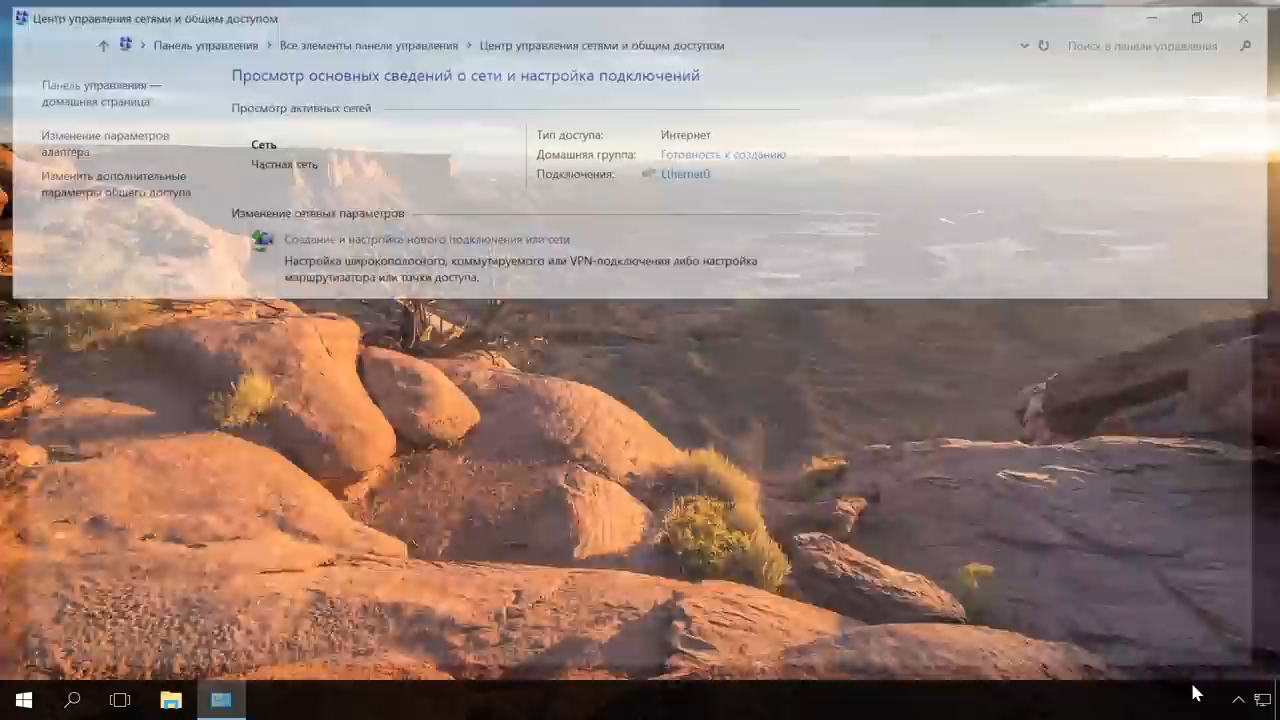 Центр управления сетями и общим доступом
Панель управления > Все элементы панели управления > Центр управления сетями и общим доступом
Поиск в панели управления
Панель управления —
домашняя страница
Изменение параметров
адаптера
Изменить дополнительные
параметры общего доступа
Просмотр основных сведений о сети и настройка подключений
Просмотр активных сетей
Сеть
Частная сеть
Тип доступа: Интернет
Домашняя группа: Готовность к созданию
Подключения: Ethernet0
Изменение сетевых параметров
Создание и настройка нового подключения или сети
Настройка широкополосного, коммутируемого или VPN-подключения либо настройка
маршрутизатора или точки доступа.